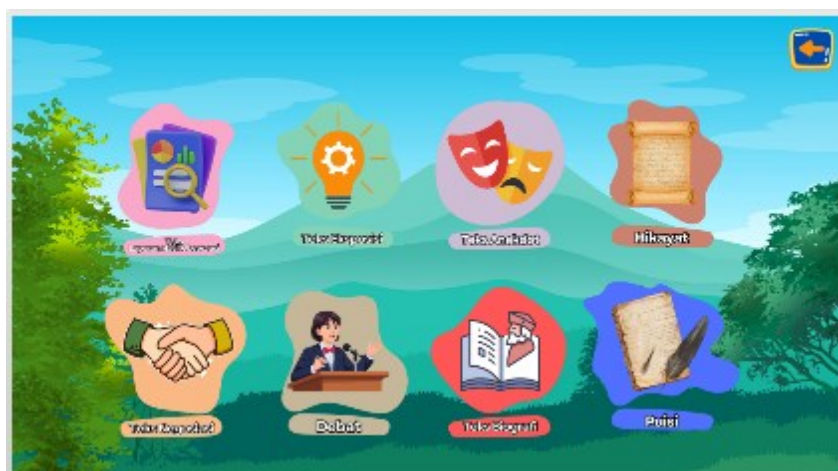 Teks Eksposisi
Teks Anekdot
Hikayat
Teks Negosiasi
Debat
Teks Biografi
Puisi